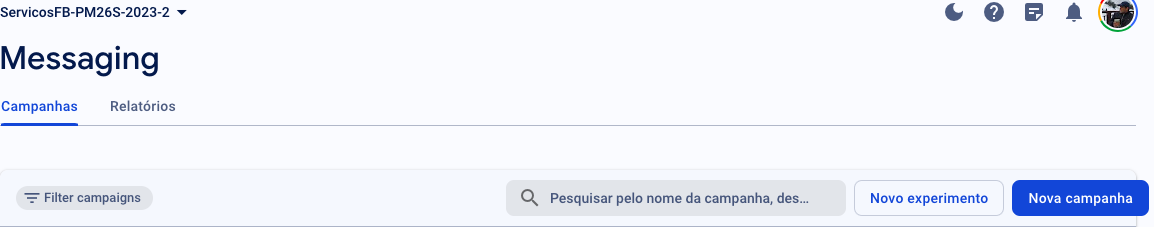 ServicosFB-PM26S-2023-2
Messaging
Campanhas Relatórios
Filter campaigns Pesquisar pelo nome da campanha, des... Novo experimento Nova campanha